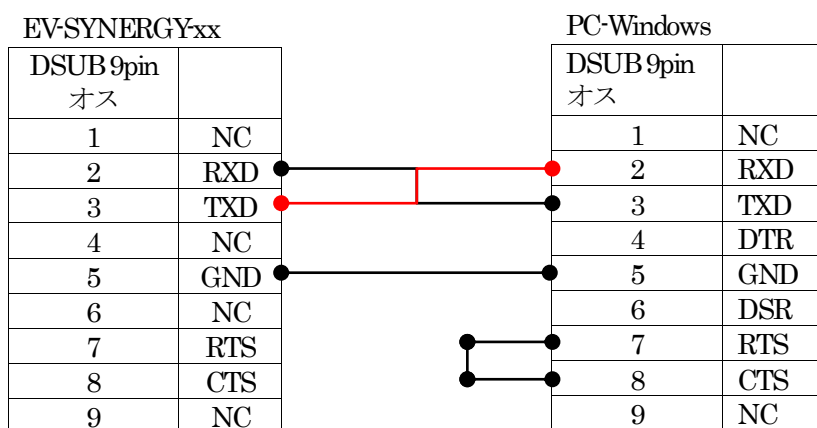 EV-SYNERGY-xx
DSUB 9pin
オス
1 NC
2 RXD
3 TXD
4 NC
5 GND
6 NC
7 RTS
8 CTS
9 NC
PC-Windows
DSUB 9pin
オス
1 NC
2 RXD
3 TXD
4 DTR
5 GND
6 DSR
7 RTS
8 CTS
9 NC